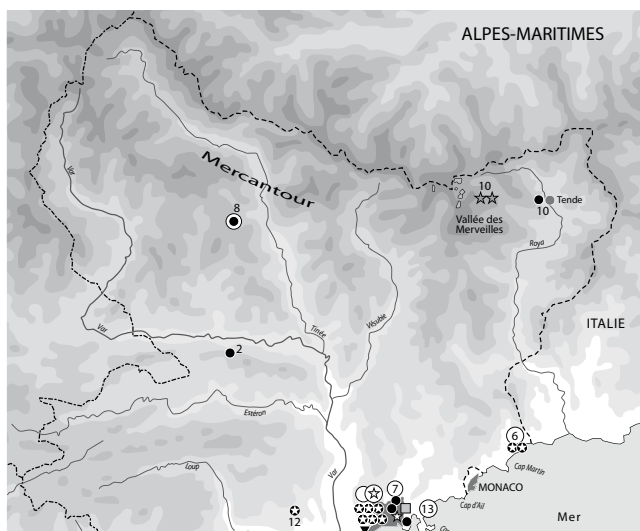 ALPES-MARITIMES
Var
Mercantour
8
10
Vallée des
Merveilles
10
Tende
Roya
Var
Tinée
Vésubie
ITALIE
2
Estéron
6
Loup
Var
Cap Martin
7
MONACO
12
13
Cap d'Ail
Mer